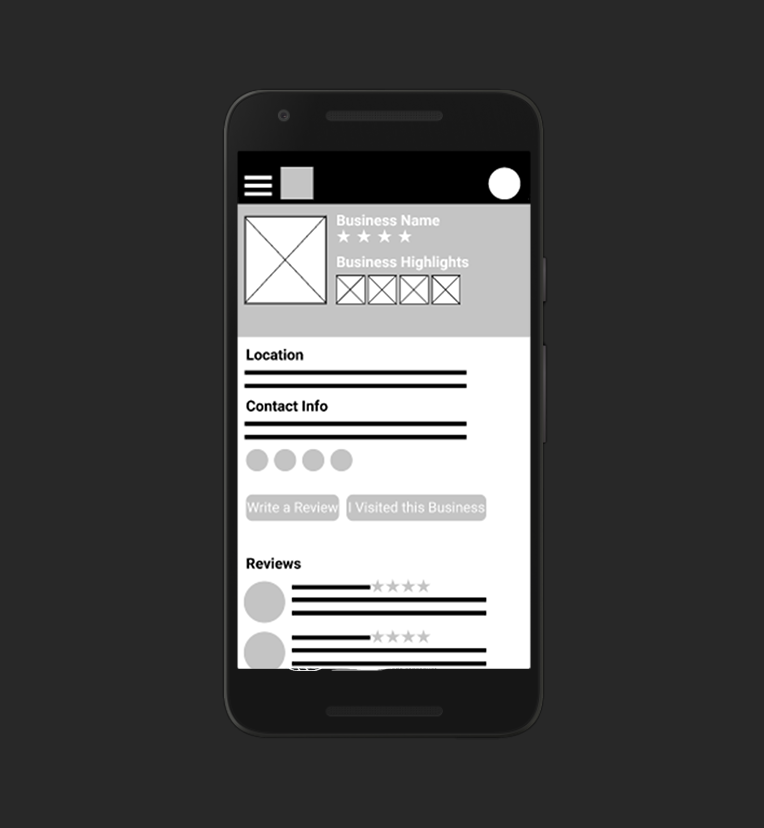 Business Name
Business Highlights
Location
Contact Info
Write a Review
I Visited this Business
Reviews